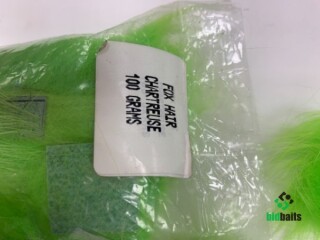 FOX HAIR
CHARTREUSE
100 GRAMS
bidbaits